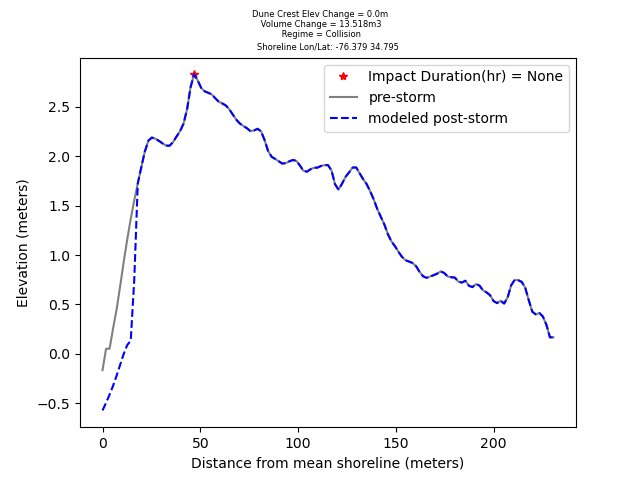 Dune Crest Elev Change = 0.0m
Volume Change = 13.518m3
Regime = Collision
Shoreline Lon/Lat: -76.379 34.795
Impact Duration(hr) = None
pre-storm
modeled post-storm
Elevation (meters)
2.5
2.0
1.5
1.0
0.5
0.0
−0.5
0 50 100 150 200
Distance from mean shoreline (meters)